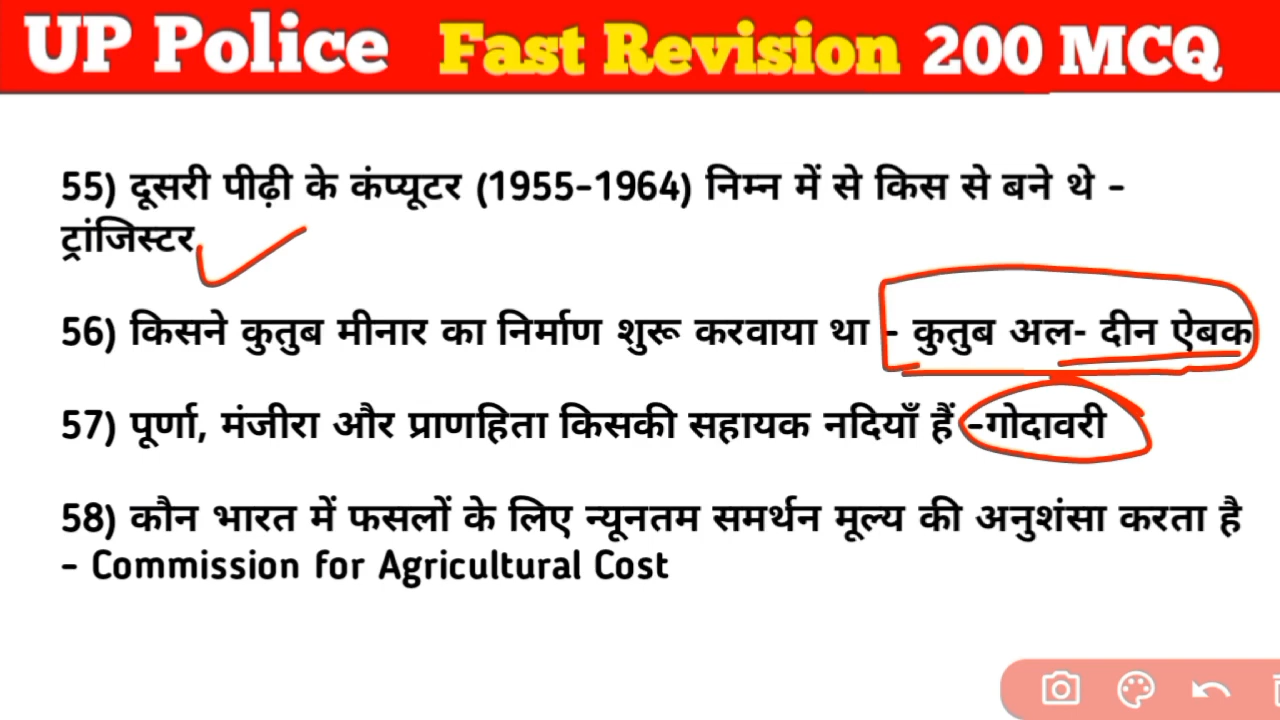 UP Police Fast Revision 200 MCQ
55) दूसरी पीढ़ी के कंप्यूटर (1955-1964) निम्न में से किस से बने थे -
ट्रांजिस्टर
56) किसने कुतुब मीनार का निर्माण शुरू करवाया था - कुतुब अल- दीन ऐबक
57) पूर्णा, मंजीरा और प्राणहिता किसकी सहायक नदियाँ हैं -गोदावरी
58) कौन भारत में फसलों के लिए न्यूनतम समर्थन मूल्य की अनुशंसा करता है
- Commission for Agricultural Cost